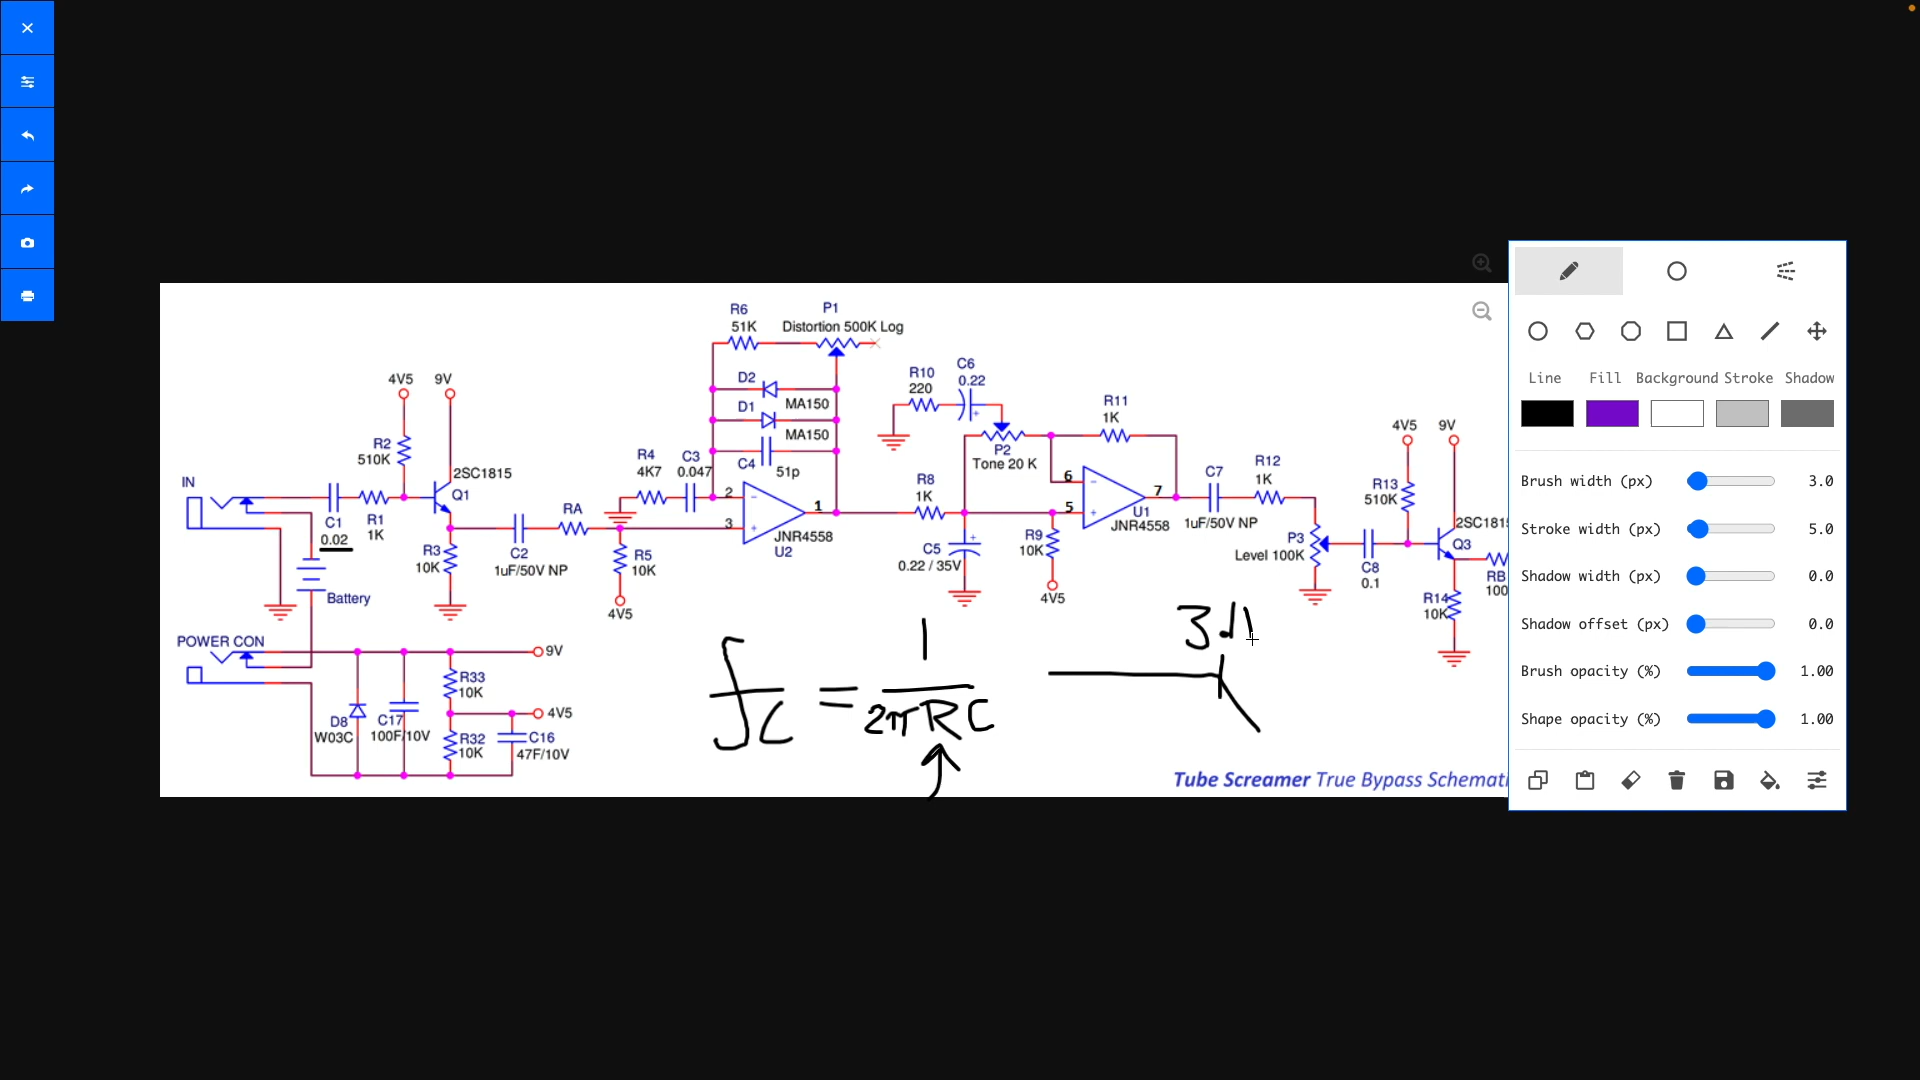 R6
51K
P1
Distortion 500K Log
D2
MA150
D1
MA150
C4
51p
4V5
9V
R2
510K
2SC1815
Q1
IN
C1
0.02
R1
1K
R3
10K
C2
1uF/50V NP
RA
R4
4K7
C3
0.047
2
3
1
JNR4558
U2
R5
10K
4V5
Battery
R10
220
C6
0.22
P2
Tone 20 K
R11
1K
R8
1K
C5
0.22 / 35V
R9
10K
4V5
6
5
7
U1
JNR4558
C7
1uF/50V NP
R12
1K
P3
Level 100K
4V5
9V
R13
510K
C8
0.1
2SC181
Q3
RB
100
R14
10K
POWER CON
9V
R33
10K
4V5
D8
W03C
C17
100F/10V
R32
10K
C16
47F/10V
fc = 1
2πRC
3d
Tube Screamer True Bypass Schemati
Line Fill Background Stroke Shadow
Brush width (px) 3.0
Stroke width (px) 5.0
Shadow width (px) 0.0
Shadow offset (px) 0.0
Brush opacity (%) 1.00
Shape opacity (%) 1.00